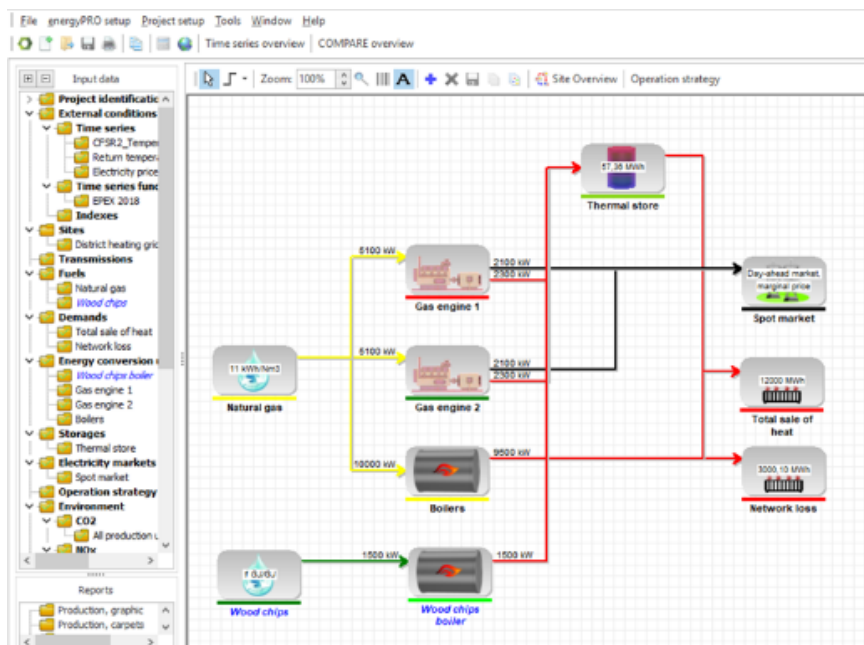 File energyPRO setup Project setup Tools Window Help
Time series overview COMPARE overview
Input data
Zoom: 100% A Site Overview Operation strategy
Project identificatic
External conditions
Time series
CFSR2_Temper
Return tempera
Electricity price
Time series func
EPEX 2018
Indexes
Sites
District heating gric
Transmissions
Fuels
Natural gas
Wood chips
Demands
Total sale of heat
Network loss
Energy conversion u
Wood chips boiler
Gas engine 1
Gas engine 2
Boilers
Storages
Thermal store
Electricity markets
Spot market
Operation strategy
Environment
CO2
All production u
NOx
Reports
Production, graphic
Production, carpets
57,36 MWh
Thermal store
5100 kW
2100 kW
2300 kW
Gas engine 1
Day-ahead market,
marginal price
Spot market
11 kWh/Nm3
Natural gas
5100 kW
2100 kW
2300 kW
Gas engine 2
12000 MWh
Total sale of
heat
10000 kW
9500 kW
Boilers
3000,10 MWh
Network loss
1 GJ/GJ
Wood chips
1500 kW
1500 kW
Wood chips
boiler